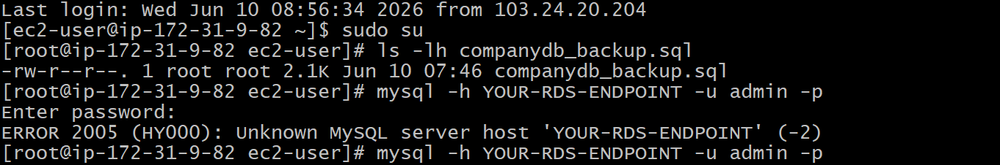 Last login: Wed Jun 10 08:56:34 2026 from 103.24.20.204
[ec2-user@ip-172-31-9-82 ~]$ sudo su
[root@ip-172-31-9-82 ec2-user]# ls -lh companydb_backup.sql
-rw-r--r--. 1 root root 2.1K Jun 10 07:46 companydb_backup.sql
[root@ip-172-31-9-82 ec2-user]# mysql -h YOUR-RDS-ENDPOINT -u admin -p
Enter password:
ERROR 2005 (HY000): Unknown MySQL server host 'YOUR-RDS-ENDPOINT' (-2)
[root@ip-172-31-9-82 ec2-user]# mysql -h YOUR-RDS-ENDPOINT -u admin -p